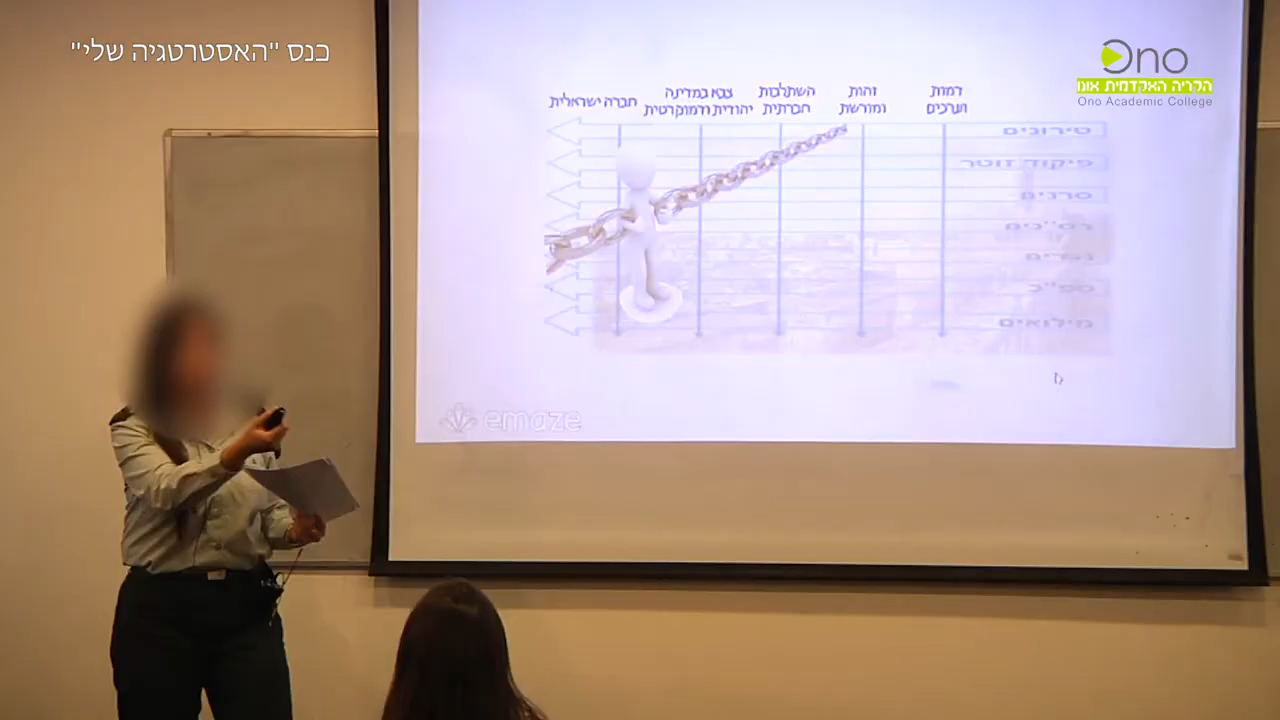 כנס "האסטרטגיה שלי"
Ono
הקריה האקדמית אונו
Ono Academic College
דמות וערכים
זהות ומורשת
השתלבות חברתית
צבא במדינה יהודית ודמוקרטית
חברה ישראלית
טירונים
פיקוד זוטר
סרנים
רס"נים
נגדים
מילואים
emaze